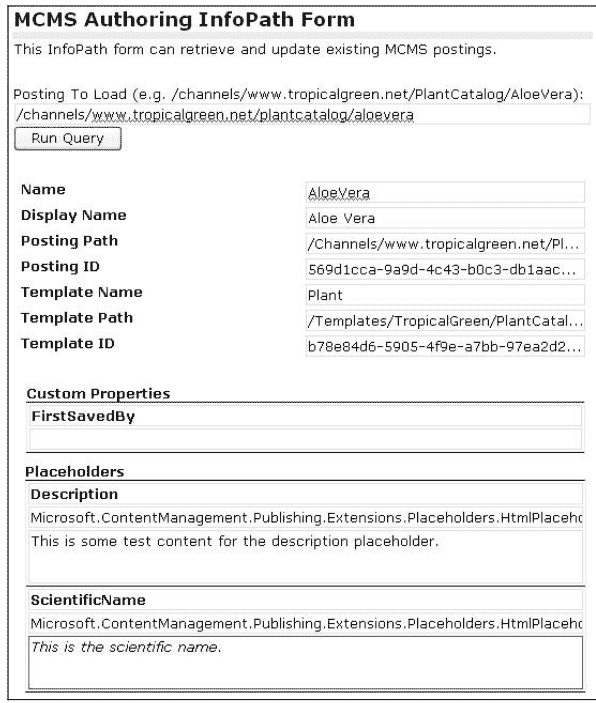 MCMS Authoring InfoPath Form
This InfoPath form can retrieve and update existing MCMS postings.
Posting To Load (e.g. /channels/www.tropicalgreen.net/PlantCatalog/AloeVera):
/channels/www.tropicalgreen.net/plantcatalog/aloevera
Run Query
Name AloeVera
Display Name Aloe Vera
Posting Path /Channels/www.tropicalgreen.net/Pl...
Posting ID 569d1cca-9a9d-4c43-b0c3-db1aac...
Template Name Plant
Template Path /Templates/TropicalGreen/PlantCatal...
Template ID b78e84d6-5905-4f9e-a7bb-97ea2d2...
Custom Properties
FirstSavedBy
Placeholders
Description
Microsoft.ContentManagement.Publishing.Extensions.Placeholders.HtmlPlaceho
This is some test content for the description placeholder.
ScientificName
Microsoft.ContentManagement.Publishing.Extensions.Placeholders.HtmlPlaceho
This is the scientific name.